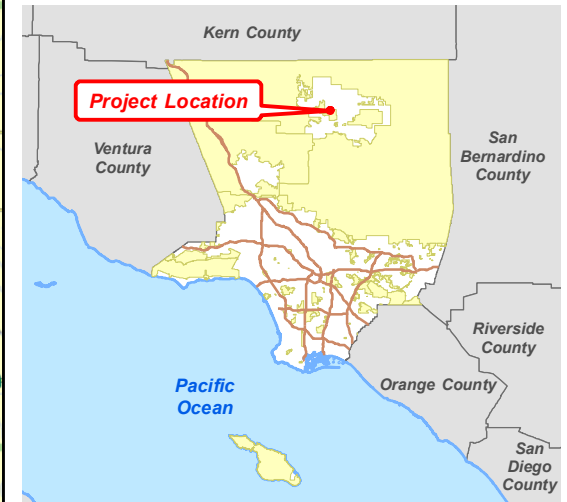 Kern County
Project Location
Ventura
County
San
Bernardino
County
Riverside
County
Pacific
Ocean
Orange County
San
Diego
County